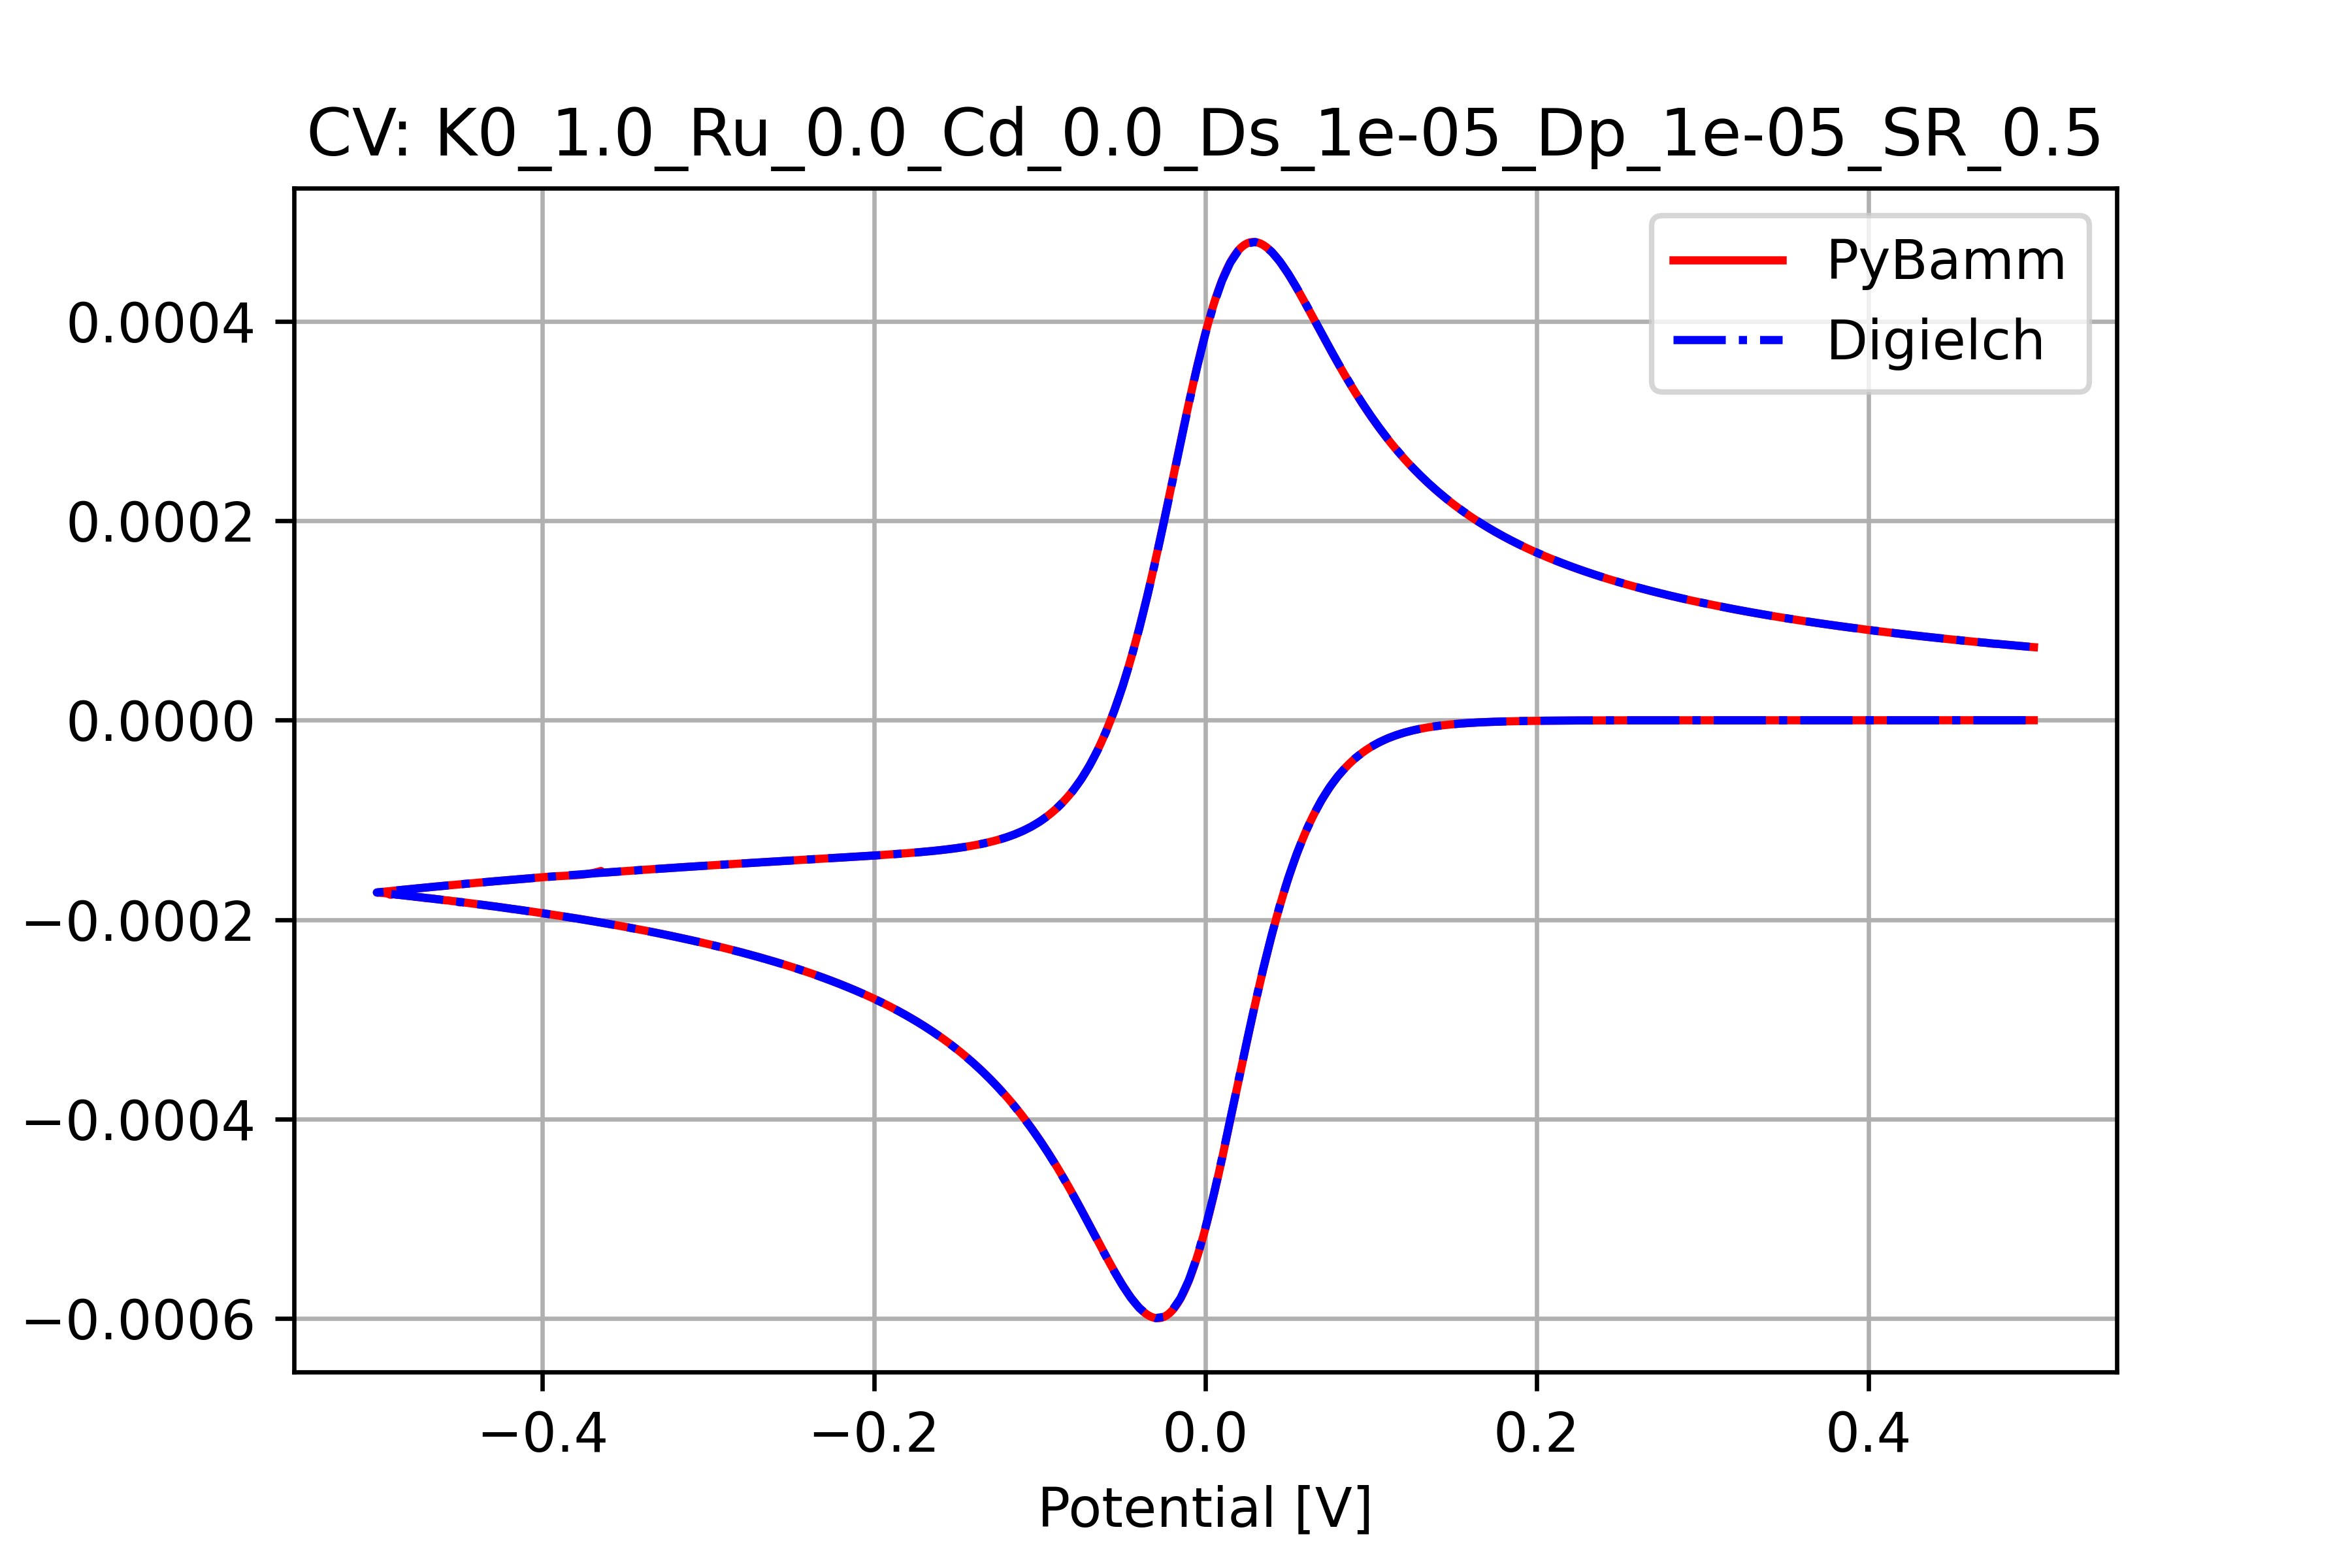 CV: K0_1.0_Ru_0.0_Cd_0.0_Ds_1e-05_Dp_1e-05_SR_0.5
PyBamm
Digielch
0.0004
0.0002
0.0000
−0.0002
−0.0004
−0.0006
−0.4 −0.2 0.0 0.2 0.4
Potential [V]